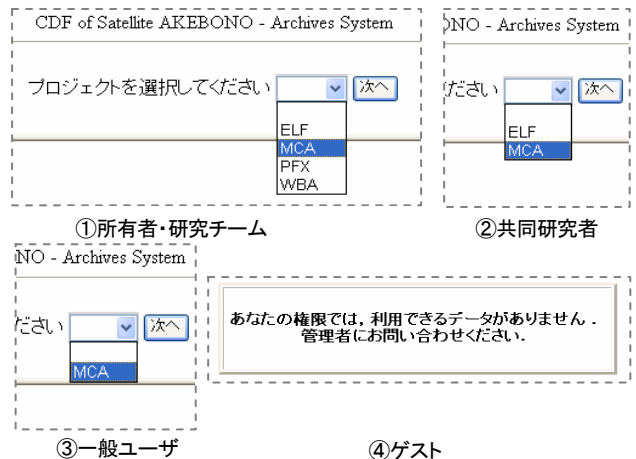 CDF of Satellite AKEBONO - Archives System
プロジェクトを選択してください 次へ
ELF
MCA
PFX
WBA
①所有者・研究チーム
ONO - Archives System
ださい 次へ
ELF
MCA
②共同研究者
NO - Archives System
ださい 次へ
MCA
③一般ユーザ
あなたの権限では，利用できるデータがありません．
管理者にお問い合わせください．
④ゲスト